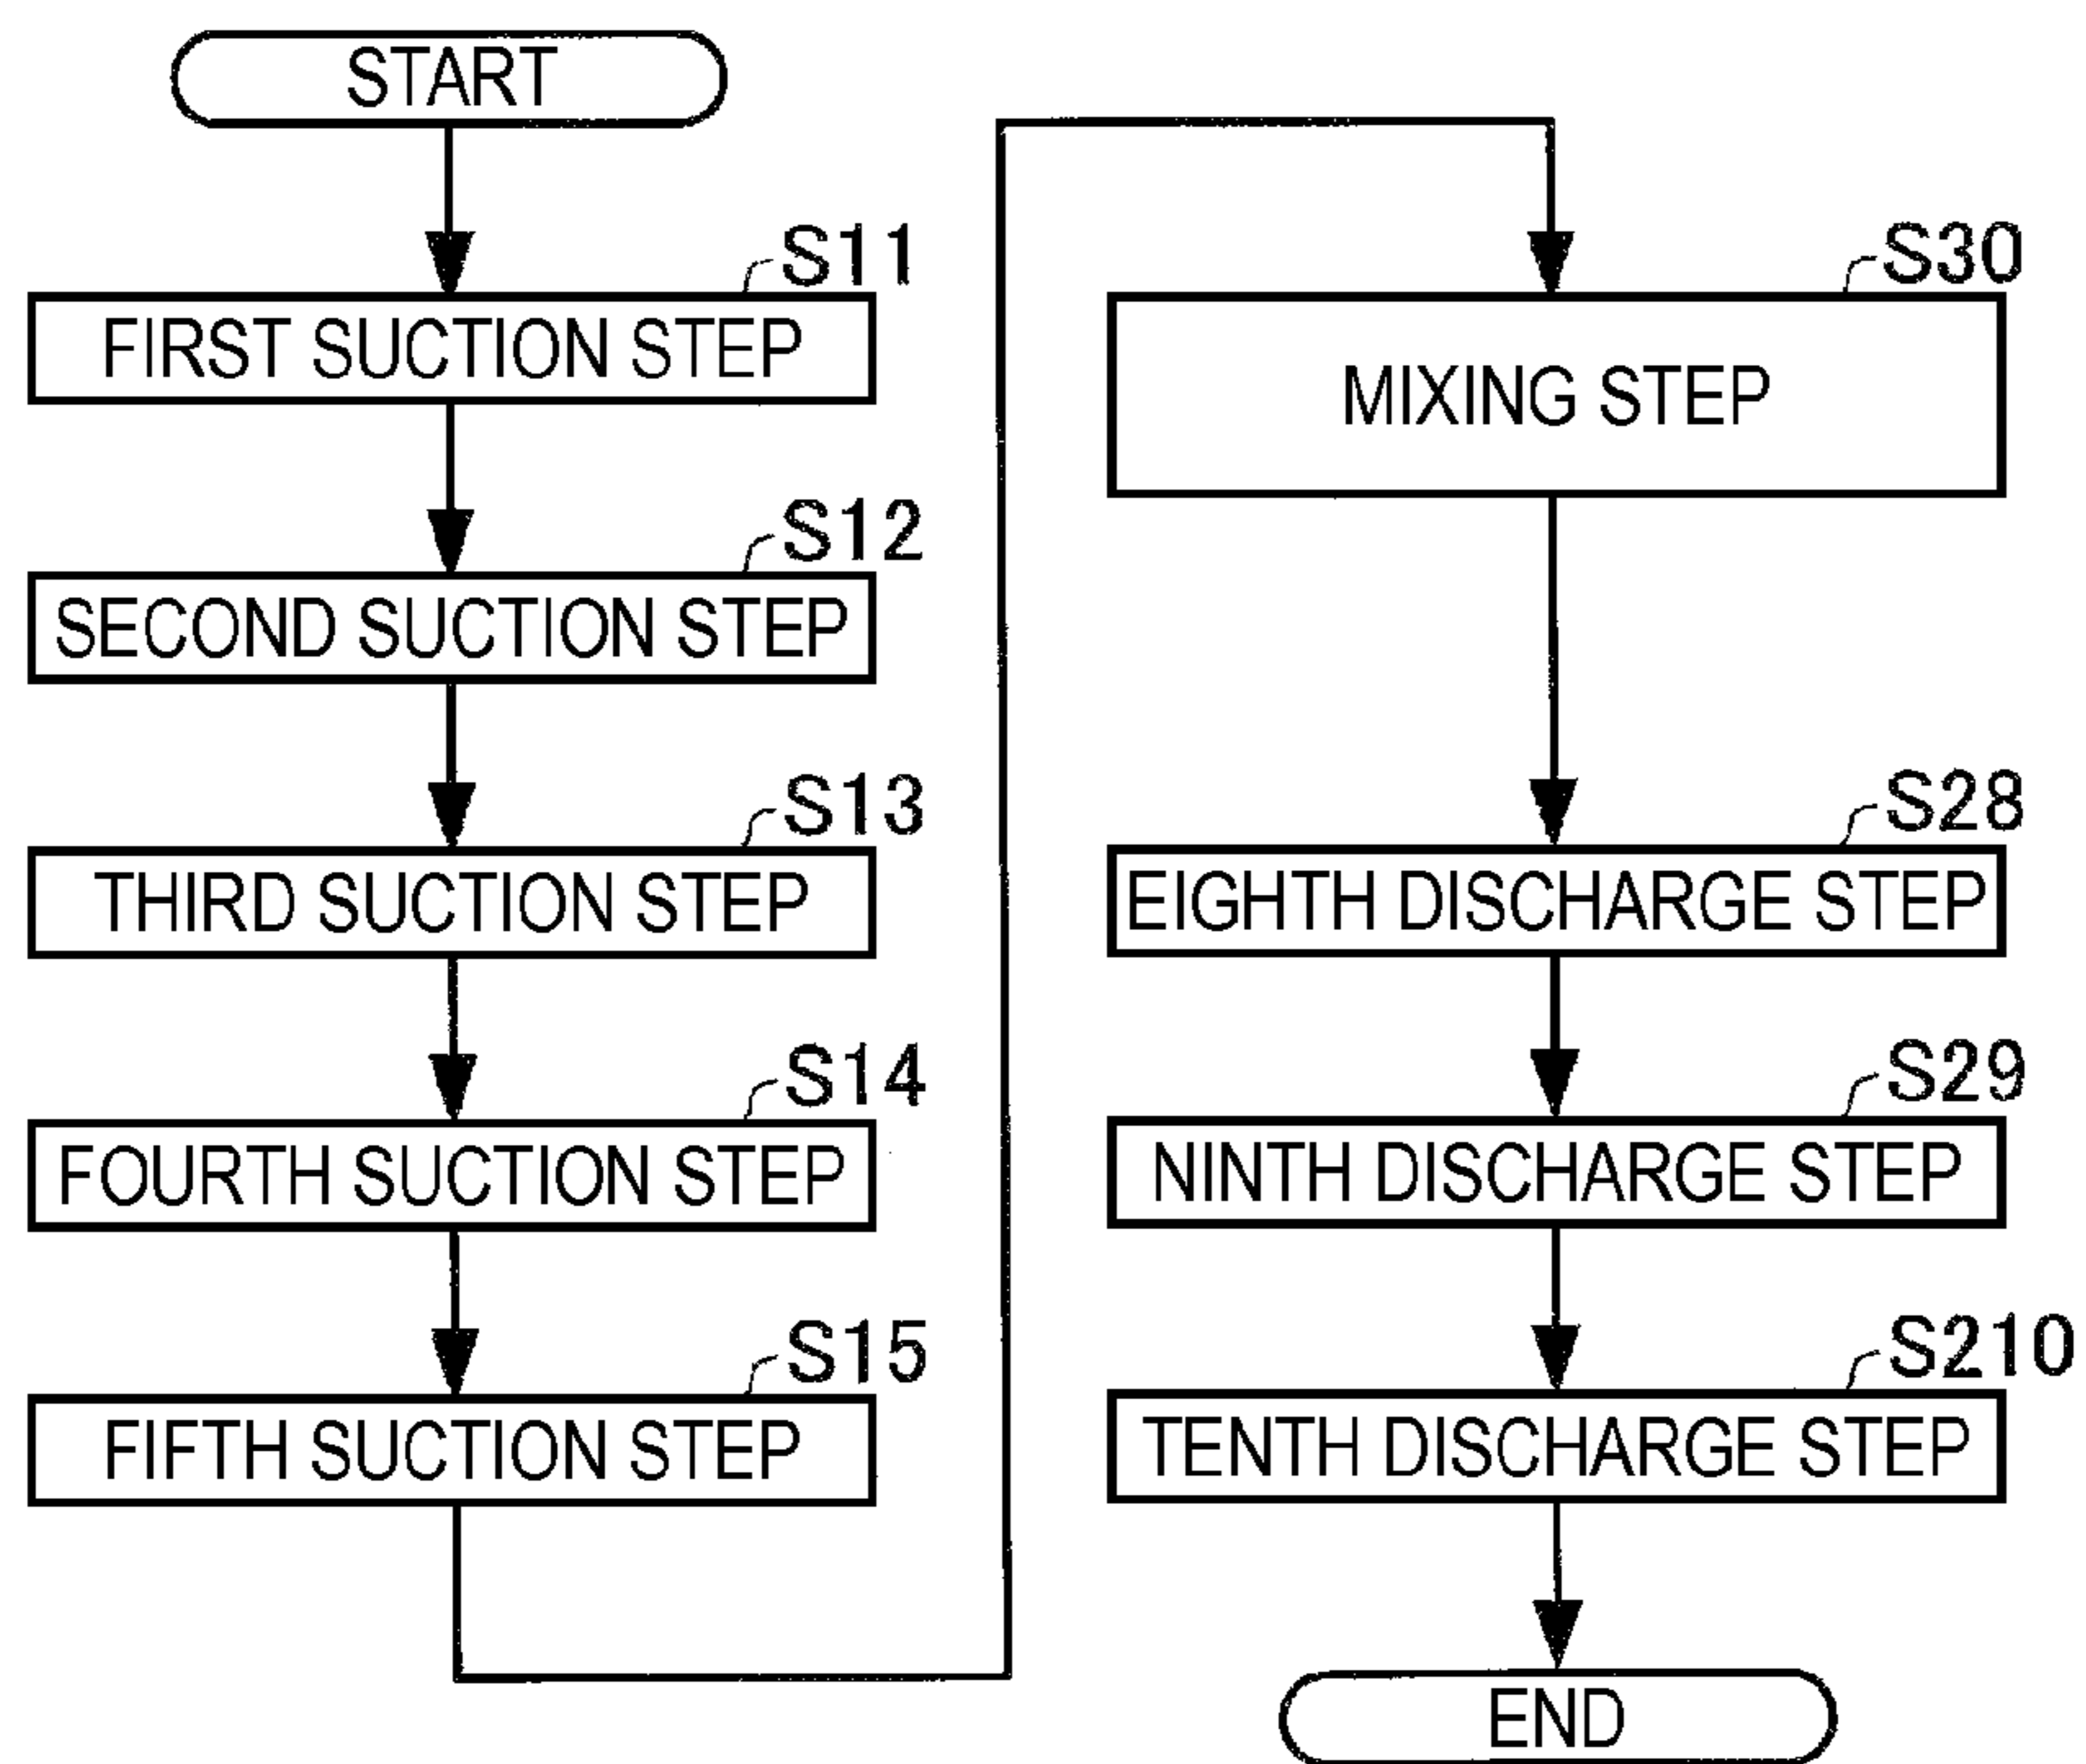 START
S11
FIRST SUCTION STEP
S12
SECOND SUCTION STEP
S13
THIRD SUCTION STEP
S14
FOURTH SUCTION STEP
S15
FIFTH SUCTION STEP
S30
MIXING STEP
S28
EIGHTH DISCHARGE STEP
S29
NINTH DISCHARGE STEP
S210
TENTH DISCHARGE STEP
END